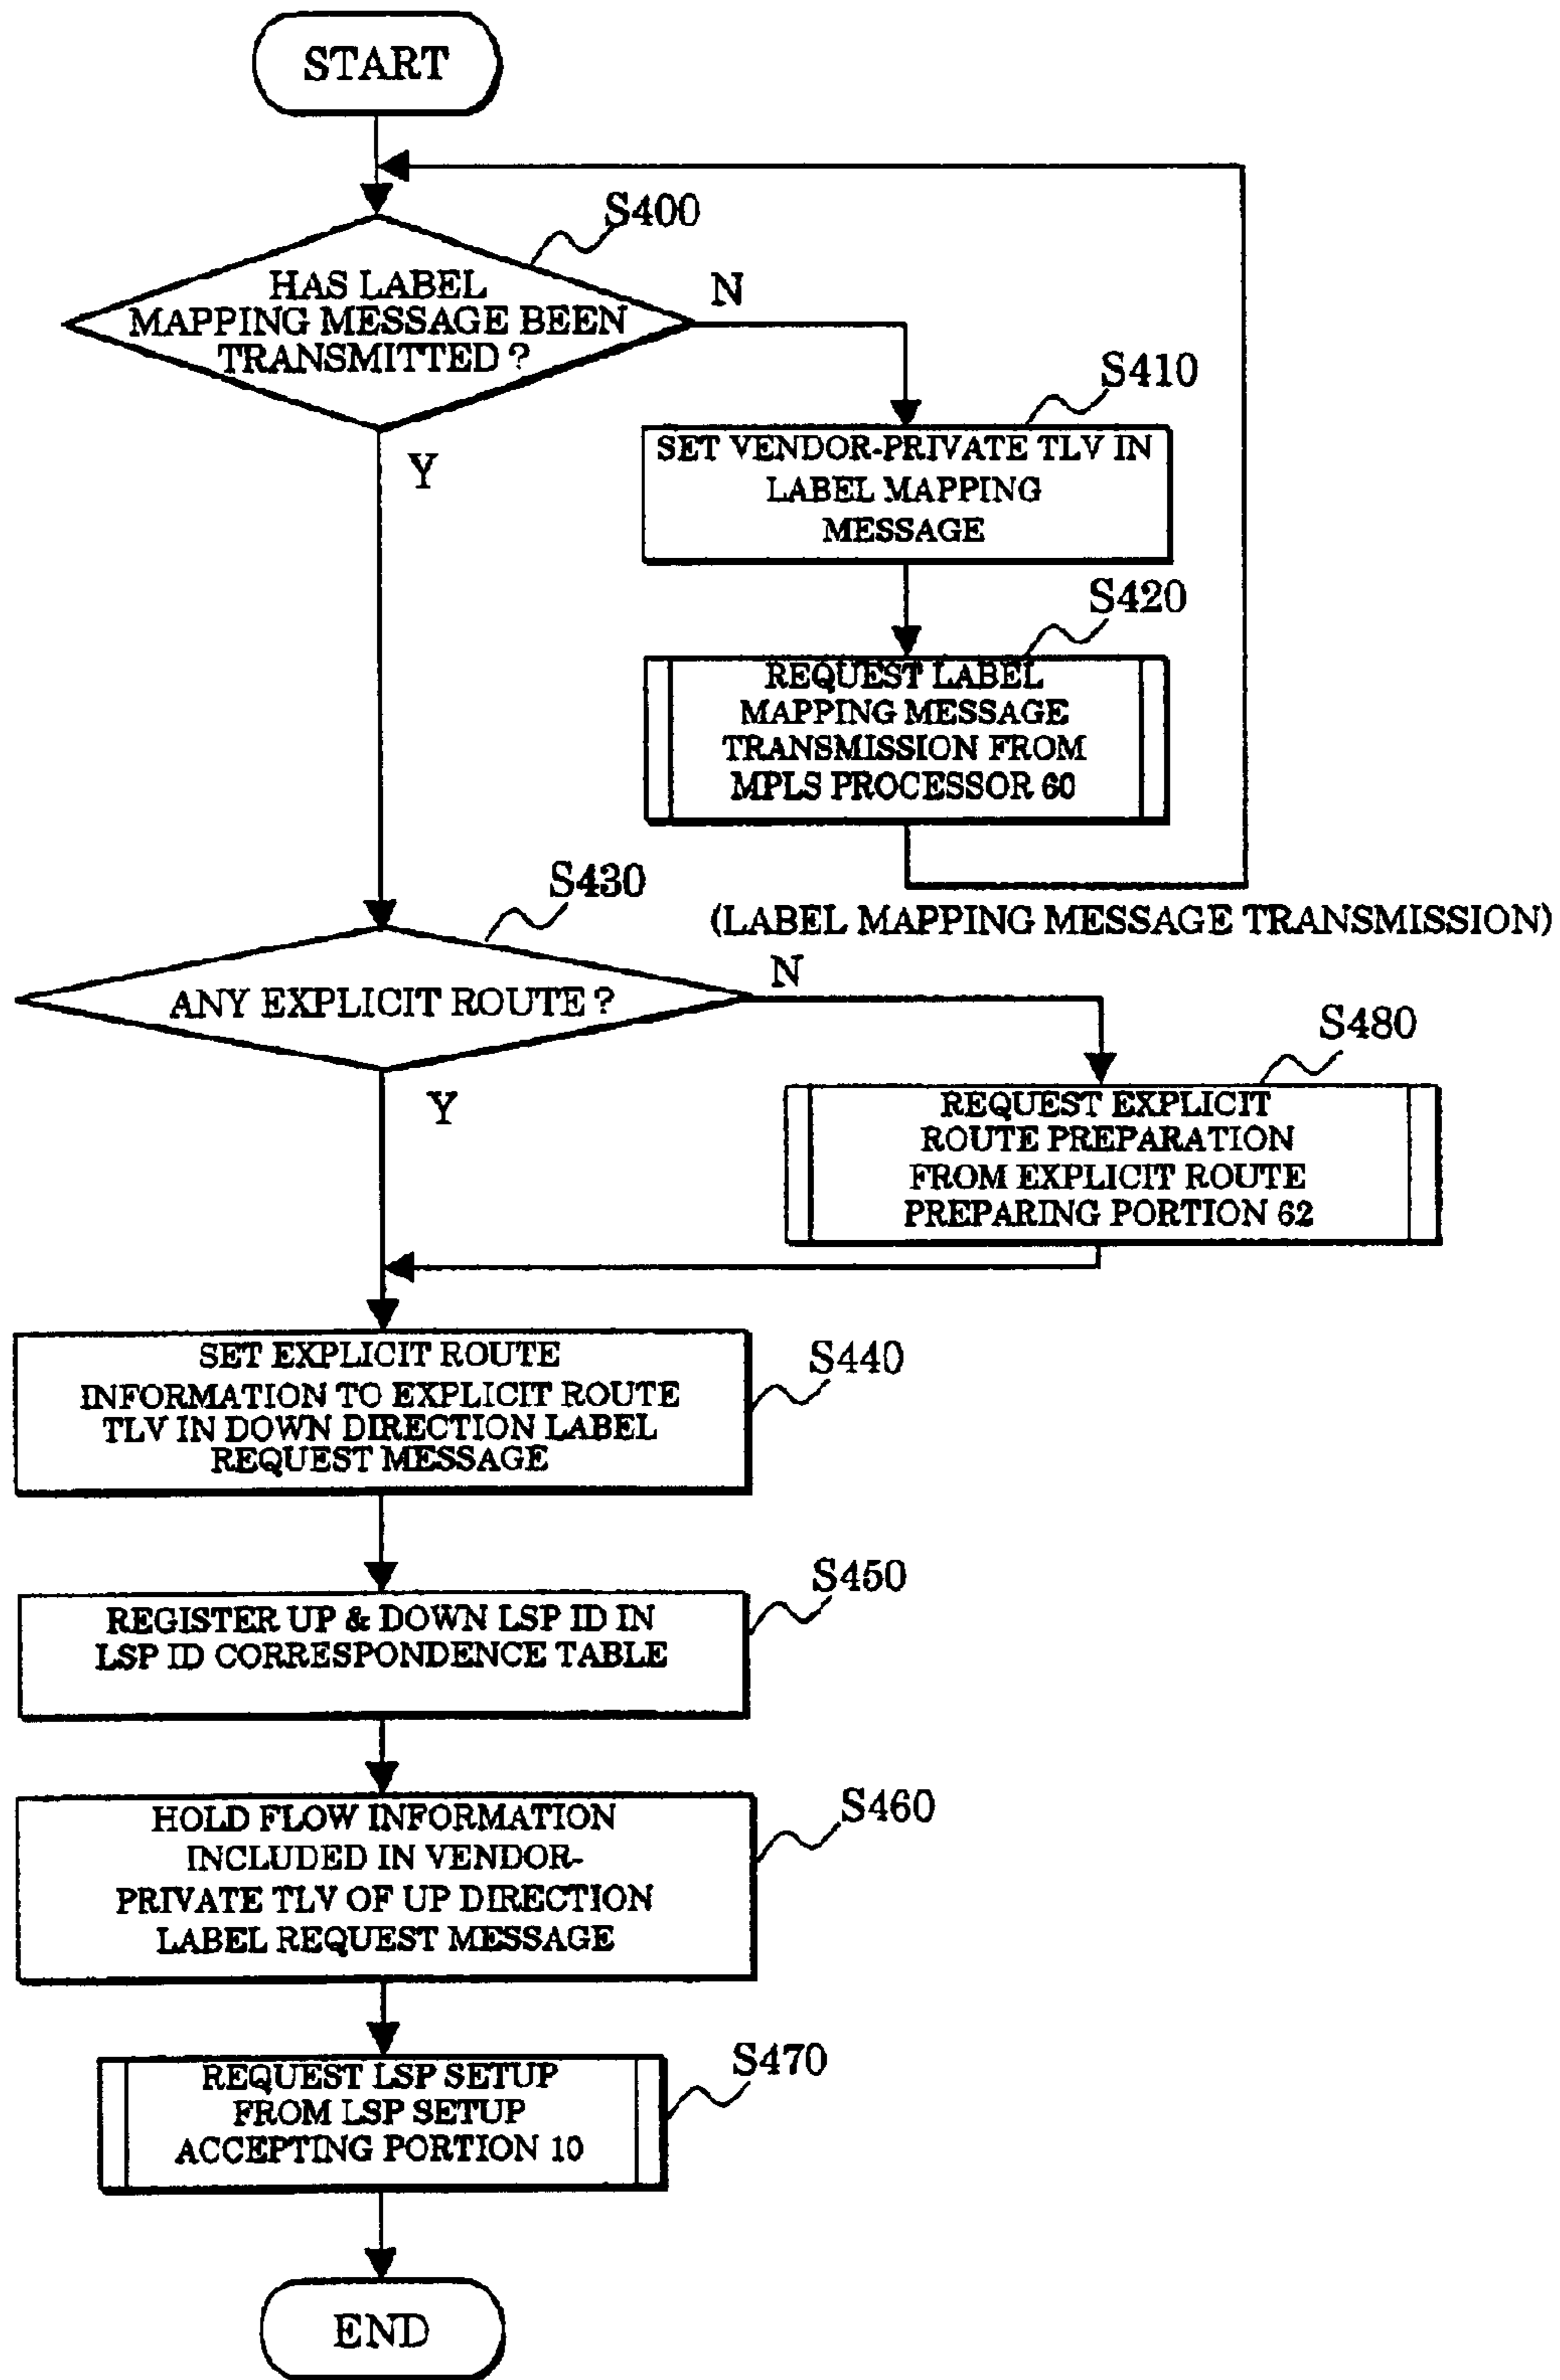 START
S400
HAS LABEL
MAPPING MESSAGE BEEN
TRANSMITTED ?
N
Y
S410
SET VENDOR-PRIVATE TLV IN
LABEL MAPPING
MESSAGE
S420
REQUEST LABEL
MAPPING MESSAGE
TRANSMISSION FROM
MPLS PROCESSOR 60
(LABEL MAPPING MESSAGE TRANSMISSION)
S430
ANY EXPLICIT ROUTE ?
N
Y
S480
REQUEST EXPLICIT
ROUTE PREPARATION
FROM EXPLICIT ROUTE
PREPARING PORTION 62
S440
SET EXPLICIT ROUTE
INFORMATION TO EXPLICIT ROUTE
TLV IN DOWN DIRECTION LABEL
REQUEST MESSAGE
S450
REGISTER UP & DOWN LSP ID IN
LSP ID CORRESPONDENCE TABLE
S460
HOLD FLOW INFORMATION
INCLUDED IN VENDOR-
PRIVATE TLV OF UP DIRECTION
LABEL REQUEST MESSAGE
S470
REQUEST LSP SETUP
FROM LSP SETUP
ACCEPTING PORTION 10
END